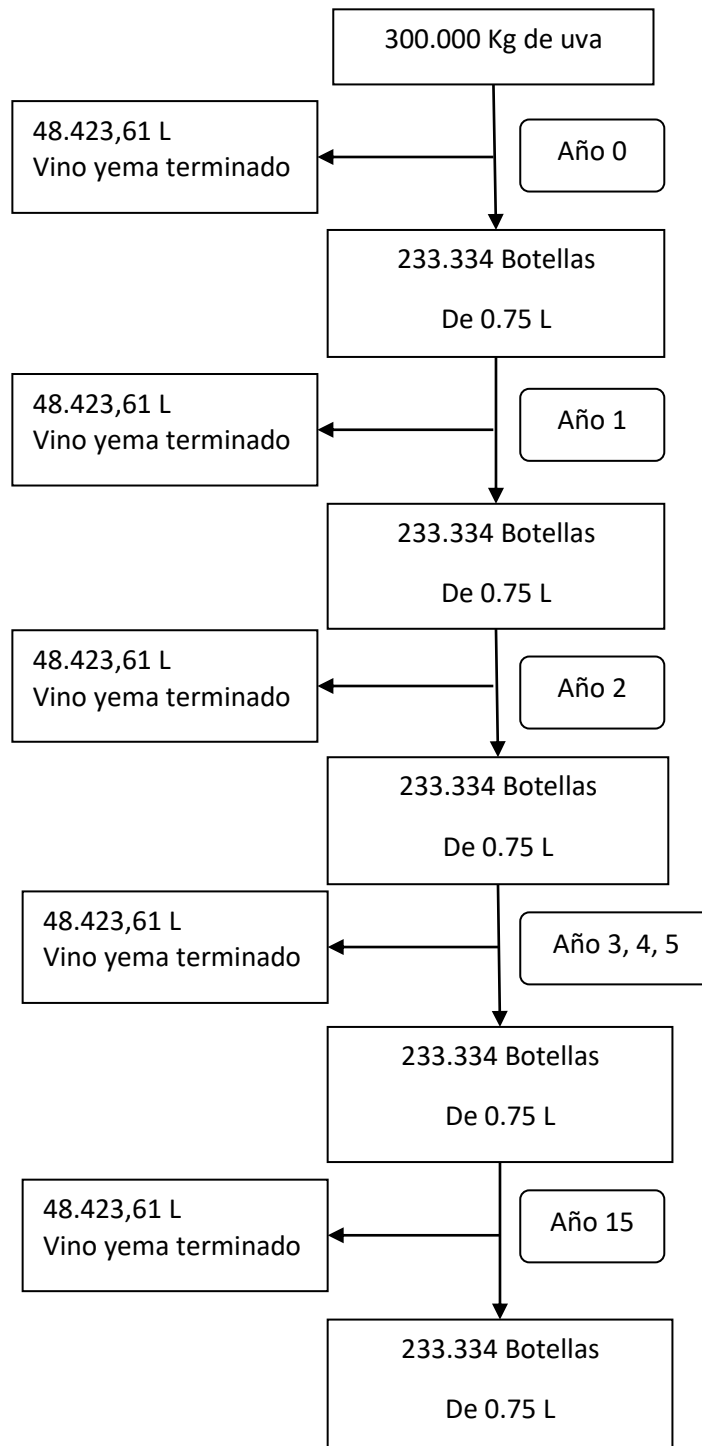 300.000 Kg de uva
48.423,61 L
Vino yema terminado
Año 0
233.334 Botellas
De 0.75 L
48.423,61 L
Vino yema terminado
Año 1
233.334 Botellas
De 0.75 L
48.423,61 L
Vino yema terminado
Año 2
233.334 Botellas
De 0.75 L
48.423,61 L
Vino yema terminado
Año 3, 4, 5
233.334 Botellas
De 0.75 L
48.423,61 L
Vino yema terminado
Año 15
233.334 Botellas
De 0.75 L